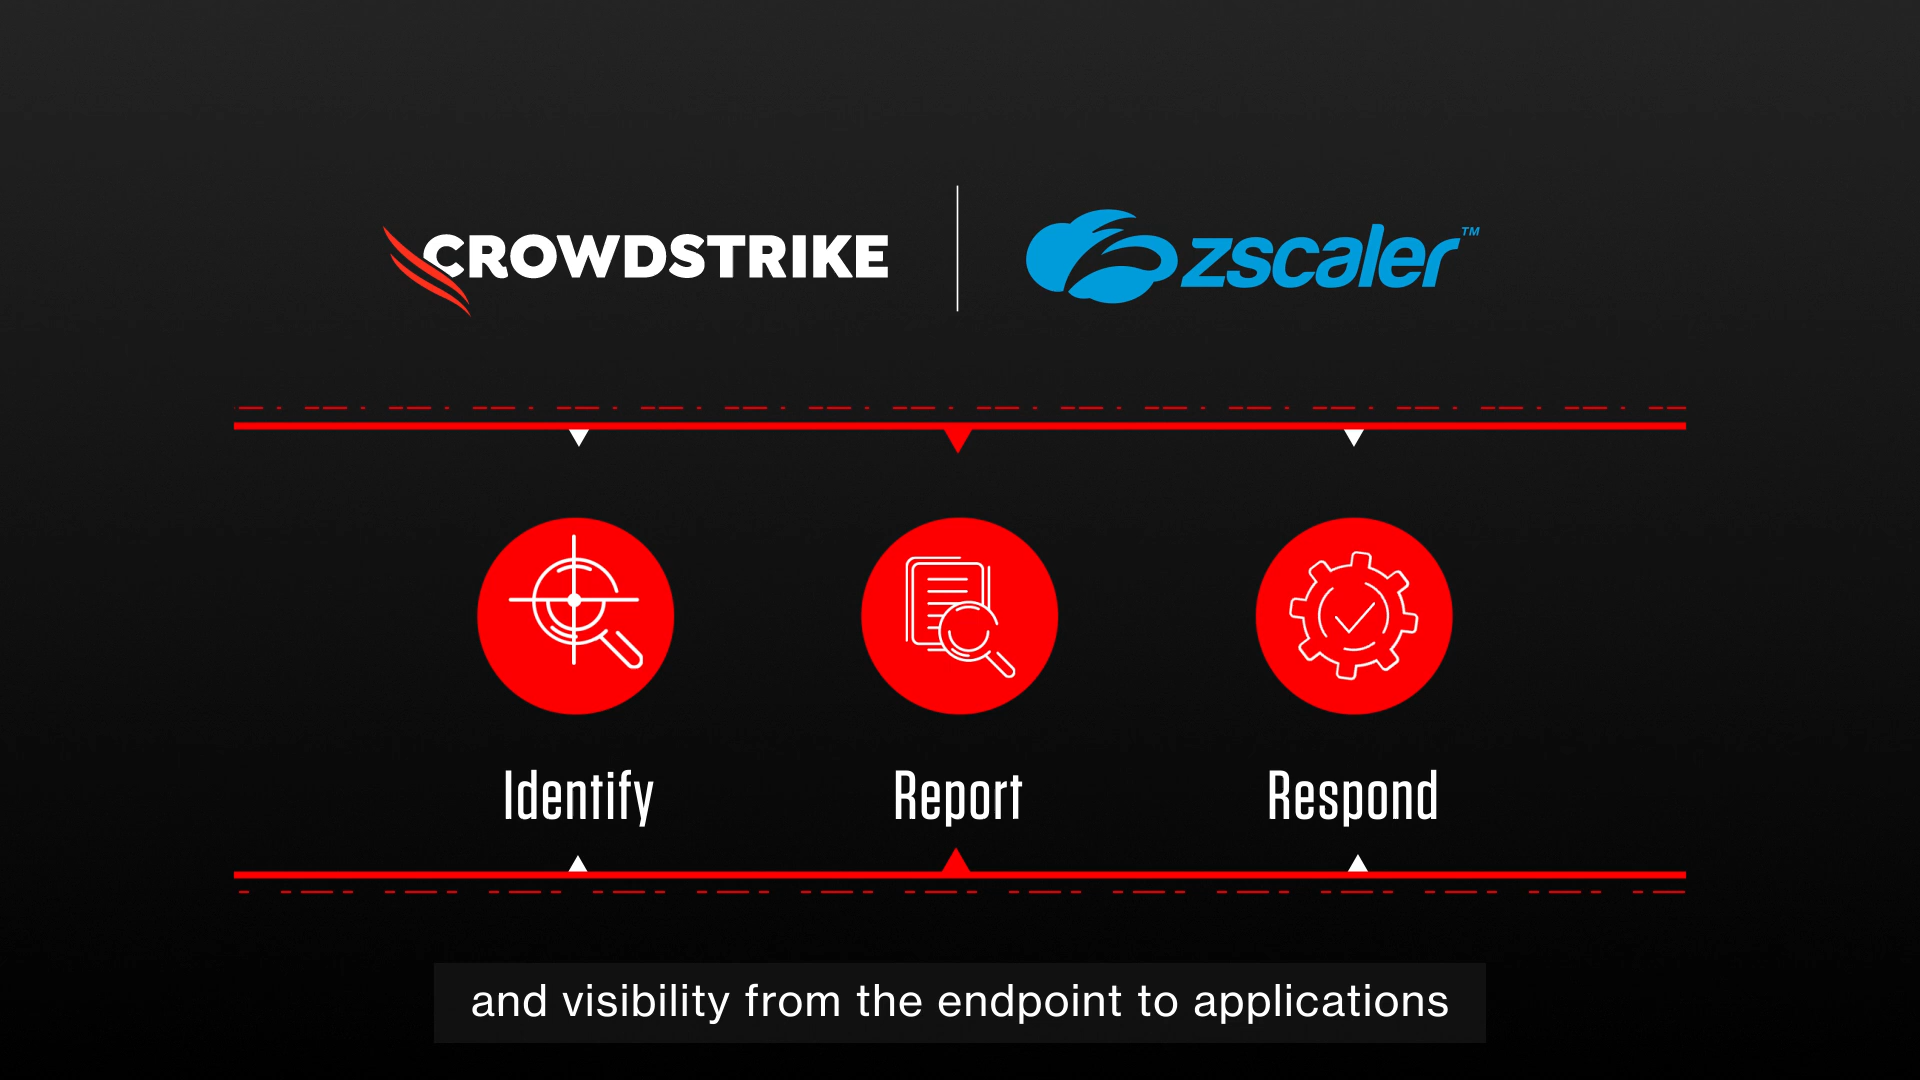 CROWDSTRIKE
zscaler™
Identify
Report
Respond
and visibility from the endpoint to applications